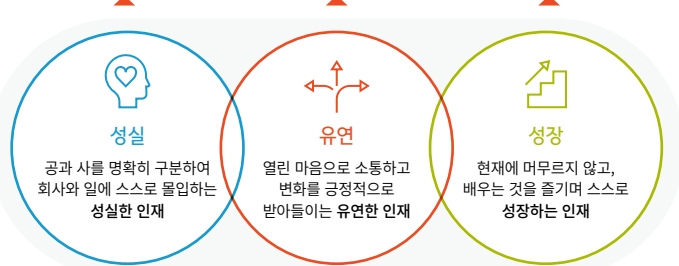 성실
공과 사를 명확히 구분하여
회사와 일에 스스로 몰입하는
성실한 인재
유연
열린 마음으로 소통하고
변화를 긍정적으로
받아들이는 유연한 인재
성장
현재에 머무르지 않고,
배우는 것을 즐기며 스스로
성장하는 인재